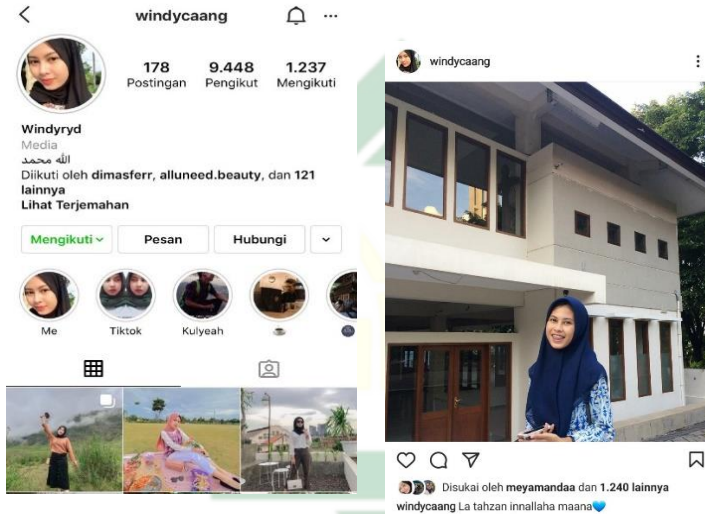 windycaang
178
9.448
1.237
Postingan
Pengikut
Mengikuti
Windyryd
Media
الله محمد
Diikuti oleh dimasferr, alluneed.beauty, dan 121
lainnya
Lihat Terjemahan
Mengikuti
Pesan
Hubungi
Me
Tiktok
Kulyeah
windycaang
Disukai oleh meyamandaa dan 1.240 lainnya
windycaang La tahzan innallaha maana💙